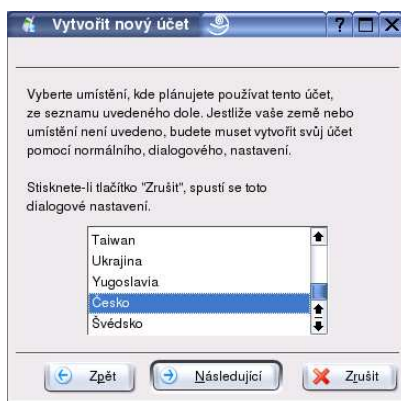 Vytvořit nový účet
Vyberte umístění, kde plánujete používat tento účet,
ze seznamu uvedeného dole. Jestliže vaše země nebo
umístění není uvedeno, budete muset vytvořit svůj účet
pomocí normálního, dialogového, nastavení.
Stisknete-li tlačítko "Zrušit", spustí se toto
dialogové nastavení.
Taiwan
Ukrajina
Yugoslavia
Česko
Švédsko
Zpět Následující Zrušit